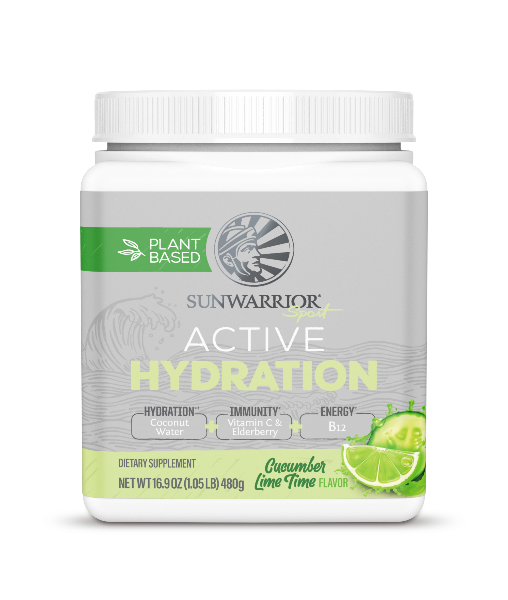 PLANT
BASED
SUNWARRIOR®
Sport
ACTIVE
HYDRATION
HYDRATION** IMMUNITY* ENERGY*
Coconut Water + Vitamin C & Elderberry + B12
DIETARY SUPPLEMENT
NET WT 16.9 OZ (1.05 LB) 480g
Cucumber
Lime Time FLAVOR